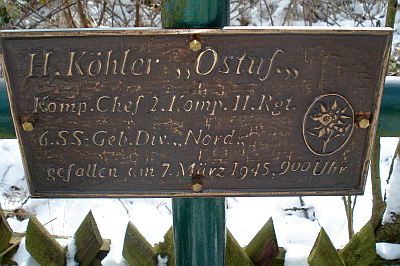 H. Köhler „Ostuf.„
Komp. Chef 2. Komp. 11. Rgt.
6. SS-Geb. Div. „Nord„
gefallen am 7. März 1945, 900 Uhr